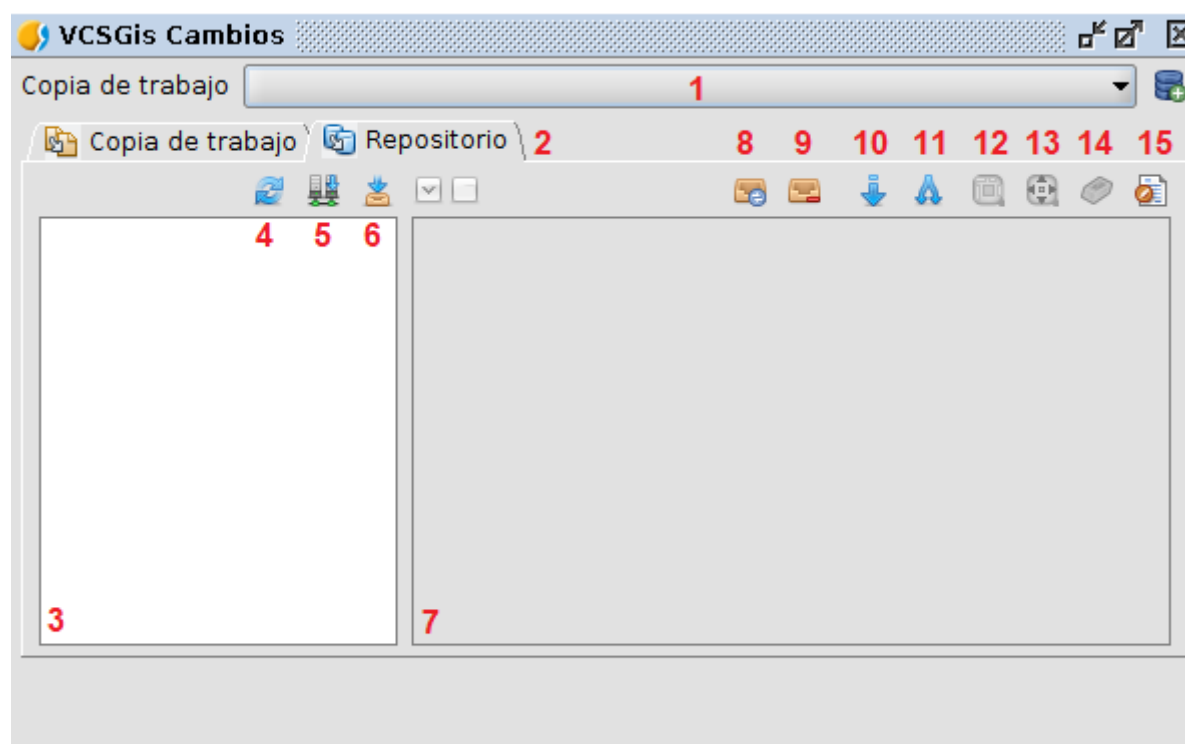 VCSGis Cambios
Copia de trabajo 1
Copia de trabajo Repositorio 2 8 9 10 11 12 13 14 15
4 5 6
3 7